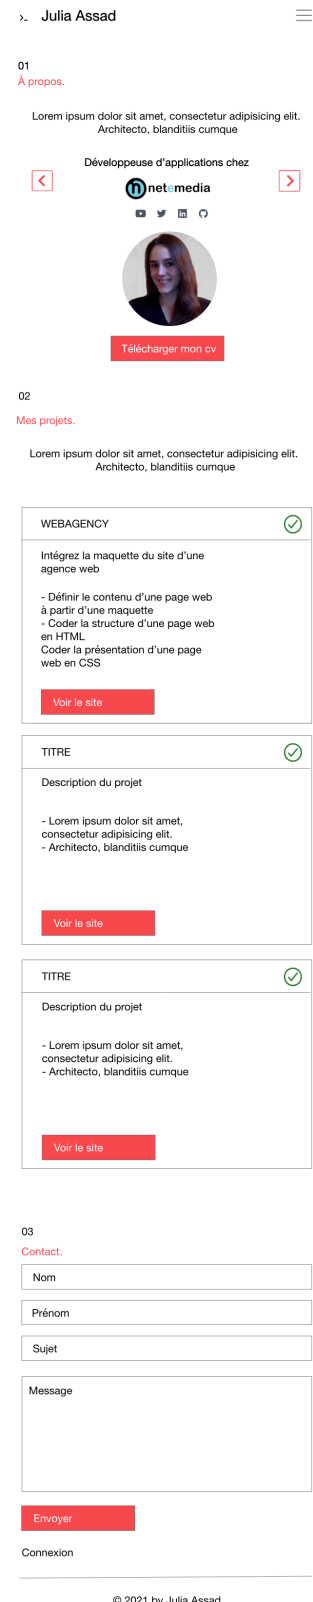 Julia Assad
01
À propos.
Lorem ipsum dolor sit amet, consectetur adipisicing elit.
Architecto, blanditiis cumque
Développeuse d'applications chez
netemedia
Télécharger mon cv
02
Mes projets.
Lorem ipsum dolor sit amet, consectetur adipisicing elit.
Architecto, blanditiis cumque
WEBAGENCY
Intégrez la maquette du site d'une
agence web
- Définir le contenu d'une page web
à partir d'une maquette
- Coder la structure d'une page web
en HTML
Coder la présentation d'une page
web en CSS
Voir le site
TITRE
Description du projet
- Lorem ipsum dolor sit amet,
consectetur adipisicing elit.
- Architecto, blanditiis cumque
Voir le site
TITRE
Description du projet
- Lorem ipsum dolor sit amet,
consectetur adipisicing elit.
- Architecto, blanditiis cumque
Voir le site
03
Contact.
Nom
Prénom
Sujet
Message
Envoyer
Connexion
© 2021 by Julia Assad